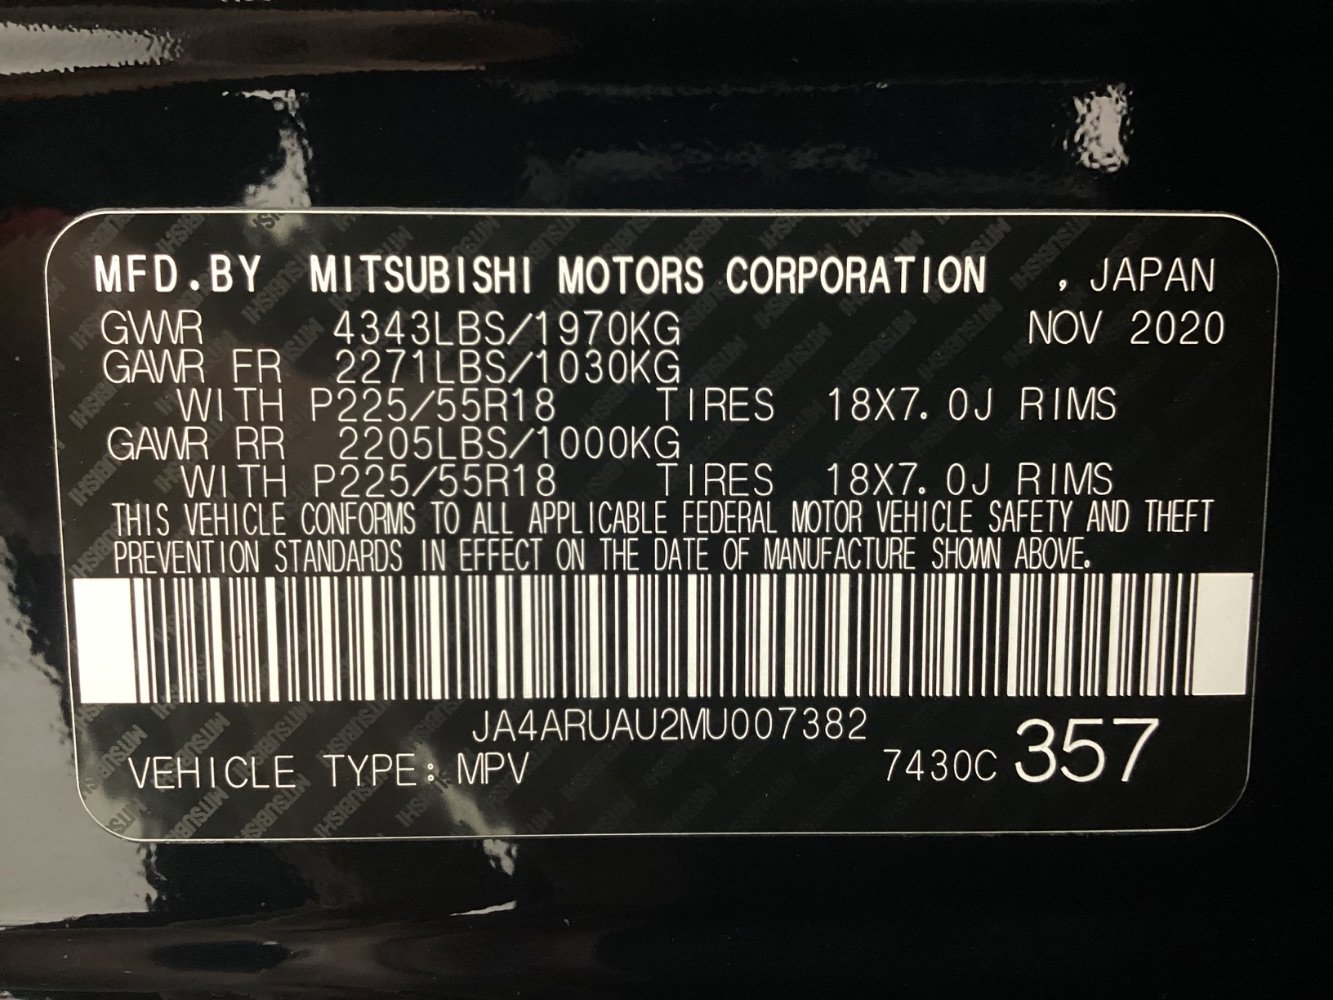 MFD.BY MITSUBISHI MOTORS CORPORATION , JAPAN
GVWR 4343LBS/1970KG NOV 2020
GAWR FR 2271LBS/1030KG
WITH P225/55R18 TIRES 18X7.0J RIMS
GAWR RR 2205LBS/1000KG
WITH P225/55R18 TIRES 18X7.0J RIMS
THIS VEHICLE CONFORMS TO ALL APPLICABLE FEDERAL MOTOR VEHICLE SAFETY AND THEFT
PREVENTION STANDARDS IN EFFECT ON THE DATE OF MANUFACTURE SHOWN ABOVE.
JA4ARUAU2MU007382
VEHICLE TYPE: MPV 7430C 357